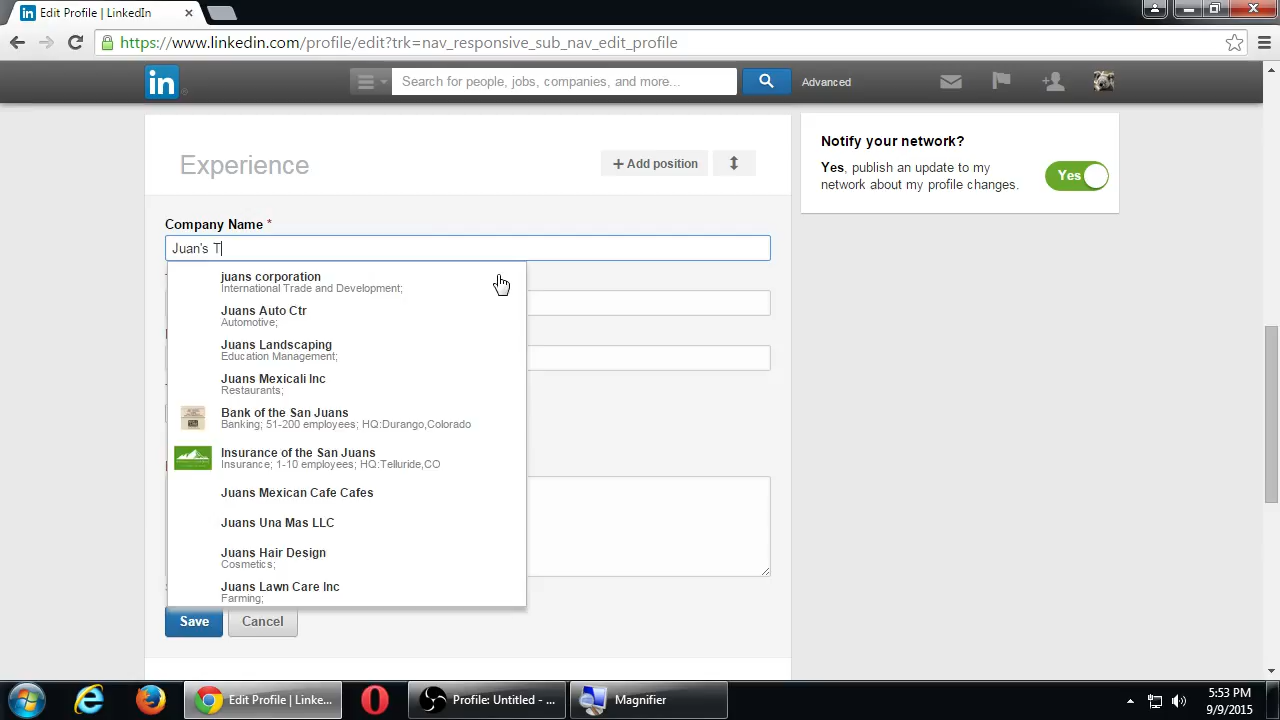 Edit Profile | LinkedIn
https://www.linkedin.com/profile/edit?trk=nav_responsive_sub_nav_edit_profile
in
Search for people, jobs, companies, and more...
Advanced
Experience
+ Add position
Notify your network?
Yes, publish an update to my
network about my profile changes.
Yes
Company Name *
Juan's T
juans corporation
International Trade and Development;
Juans Auto Ctr
Automotive;
Juans Landscaping
Education Management;
Juans Mexicali Inc
Restaurants;
Bank of the San Juans
Banking; 51-200 employees; HQ:Durango,Colorado
Insurance of the San Juans
Insurance; 1-10 employees; HQ:Telluride,CO
Juans Mexican Cafe Cafes
Juans Una Mas LLC
Juans Hair Design
Cosmetics;
Juans Lawn Care Inc
Farming;
Save
Cancel
Edit Profile | Linke...
Profile: Untitled - ...
Magnifier
5:53 PM
9/9/2015